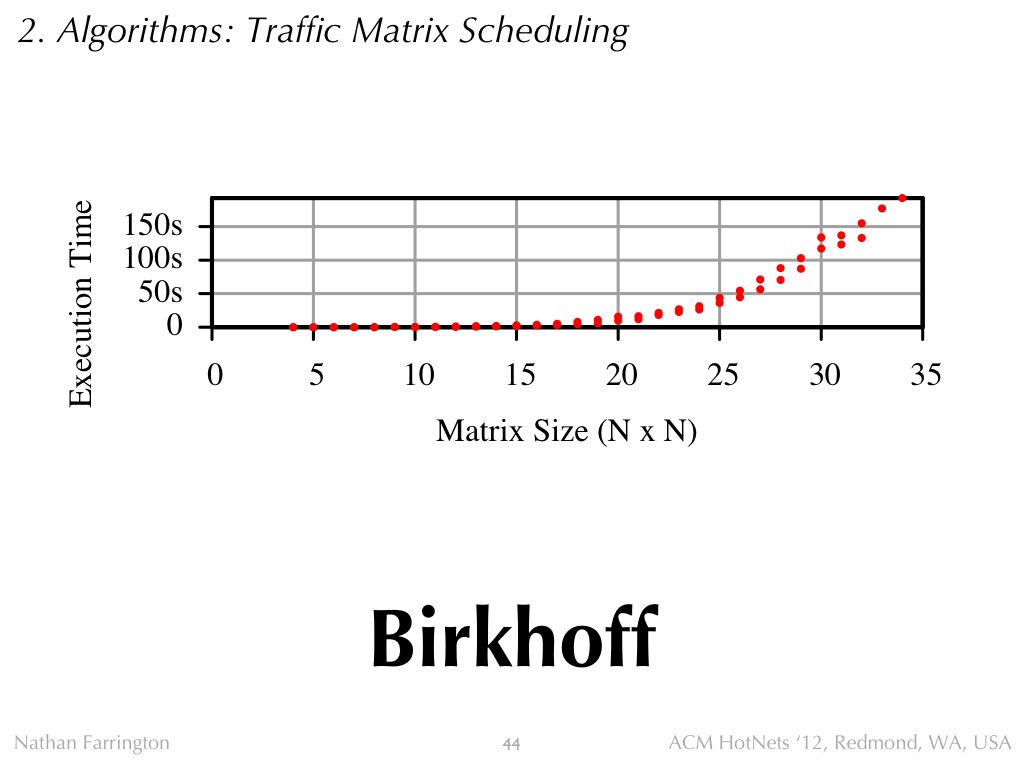 2. Algorithms: Traffic Matrix Scheduling
Execution Time
150s
100s
50s
0
0 5 10 15 20 25 30 35
Matrix Size (N x N)
Birkhoff
Nathan Farrington 44 ACM HotNets ‘12, Redmond, WA, USA